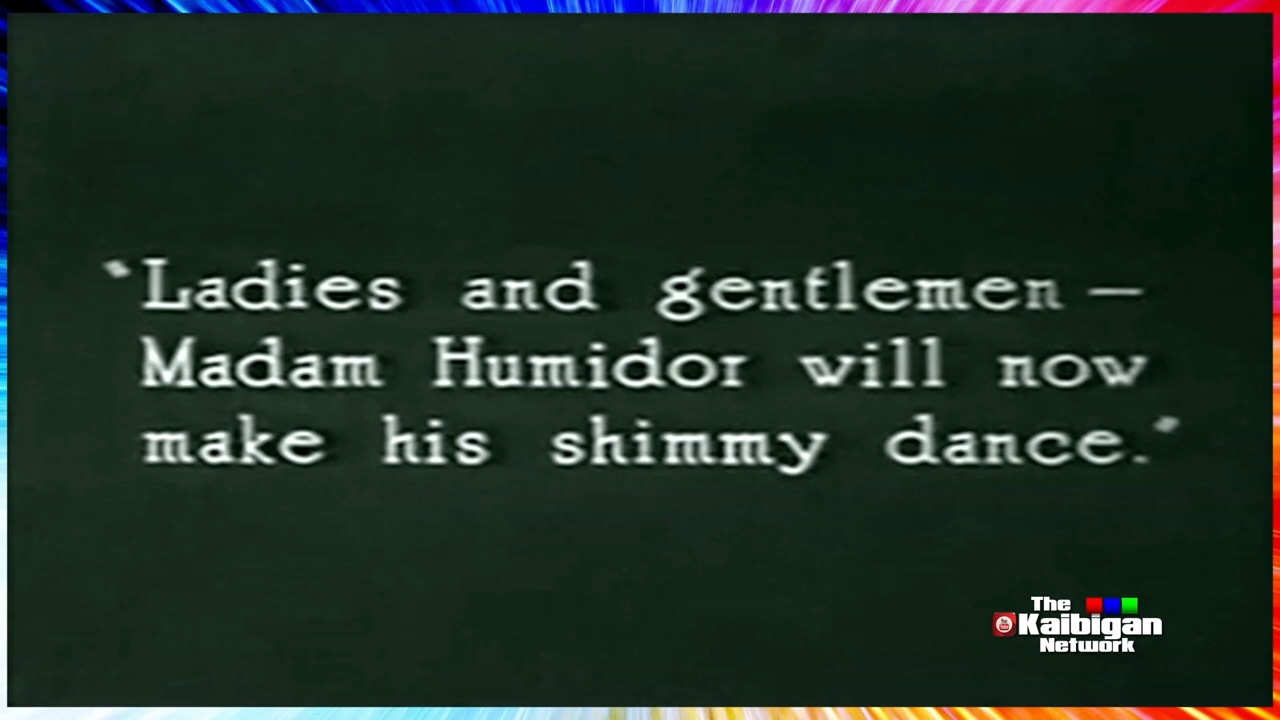 "Ladies and gentlemen —
Madam Humidor will now
make his shimmy dance."
The
Kaibigan
Network